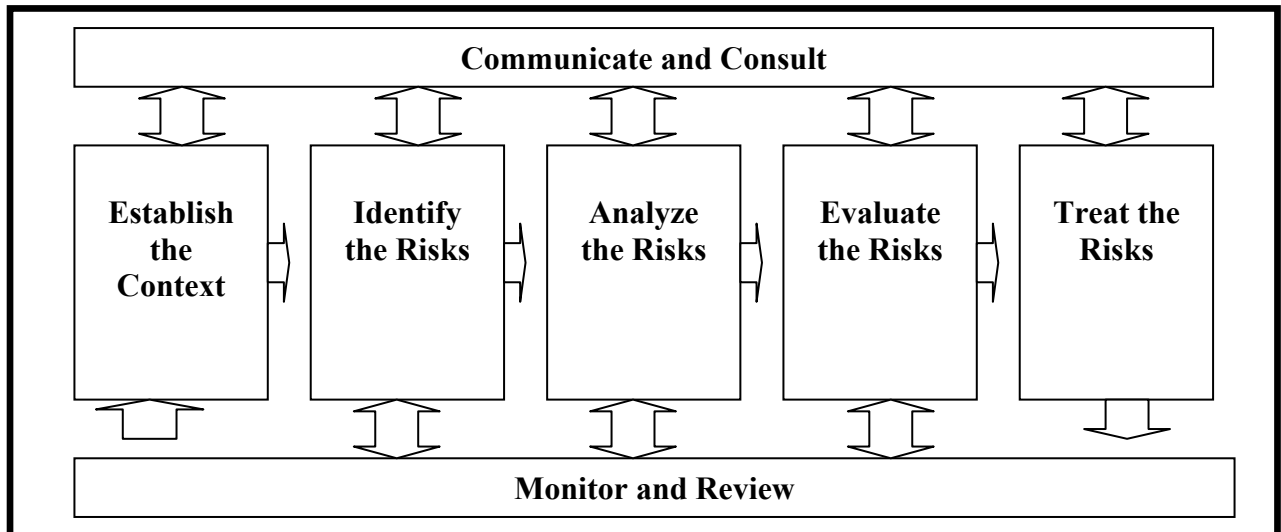 Communicate and Consult
Establish
the
Context
Identify
the Risks
Analyze
the Risks
Evaluate
the Risks
Treat the
Risks
Monitor and Review